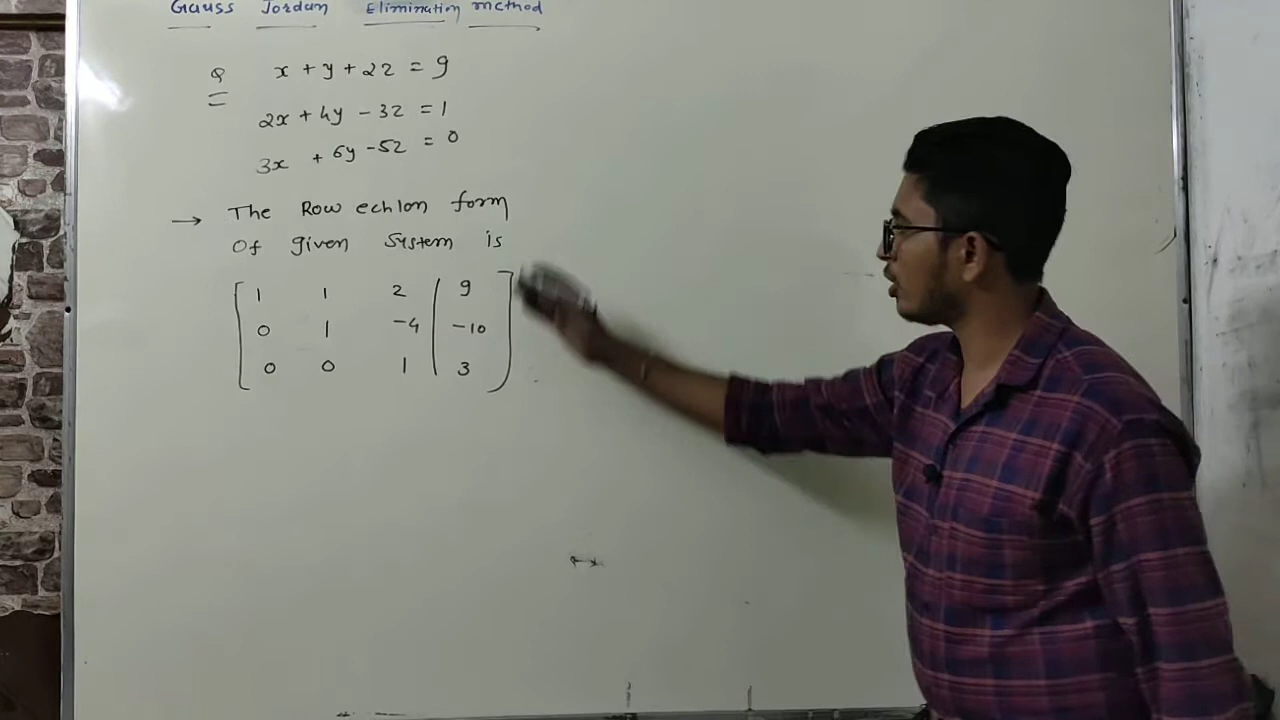 Gauss Jordan Elimination method
Q x + y + 2z = 9
2x + 4y - 3z = 1
3x + 6y - 5z = 0
→ The Row echlon form
Of given System is
1 1 2 | 9
0 1 -4 | -10
0 0 1 | 3